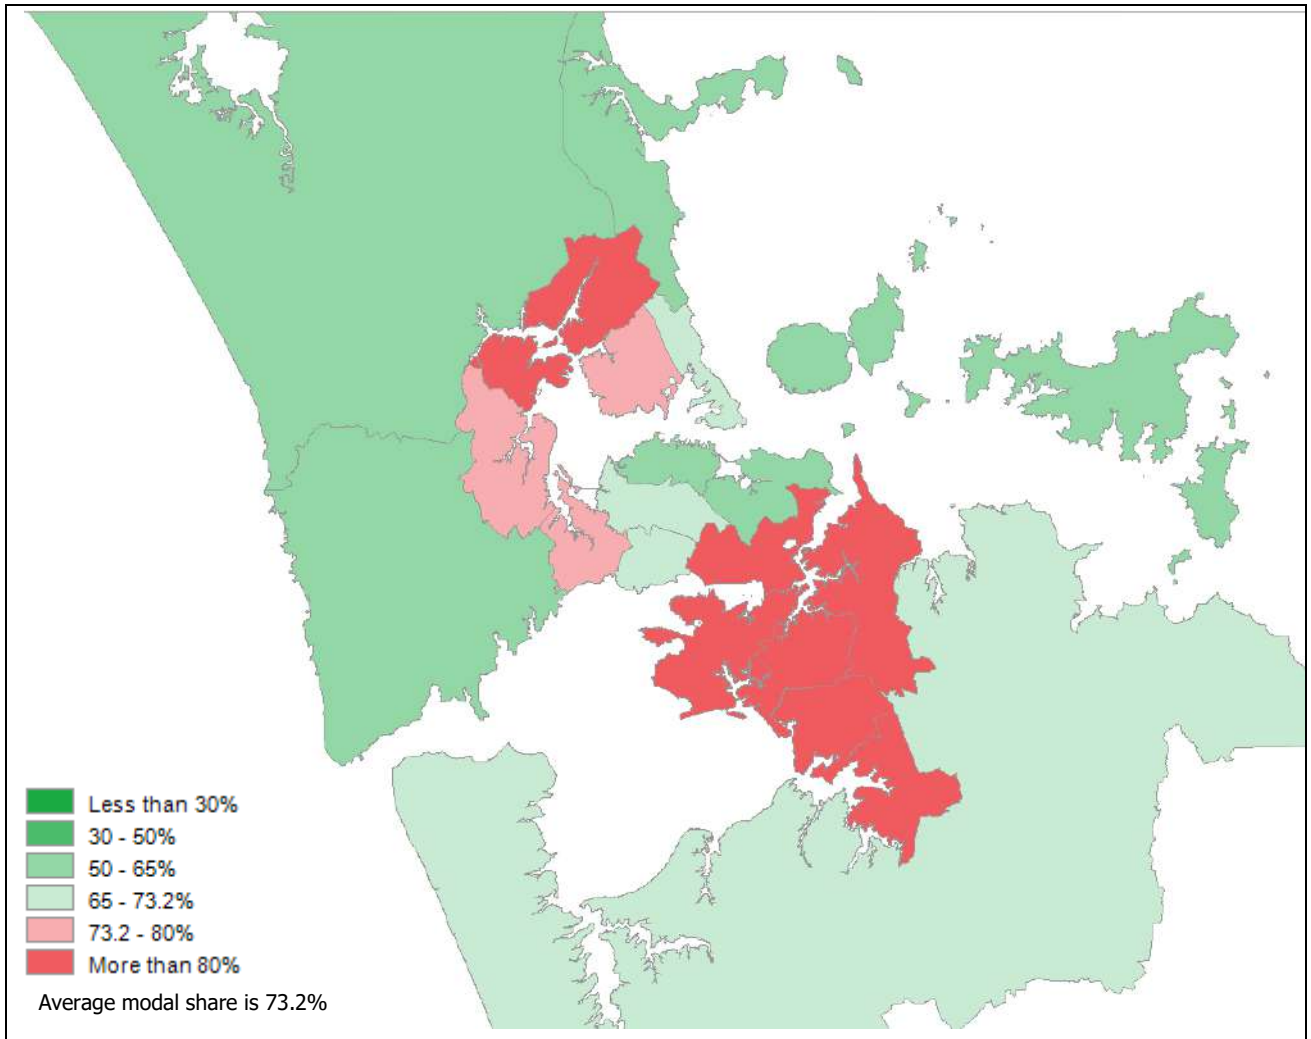 Less than 30%
30 - 50%
50 - 65%
65 - 73.2%
73.2 - 80%
More than 80%
Average modal share is 73.2%